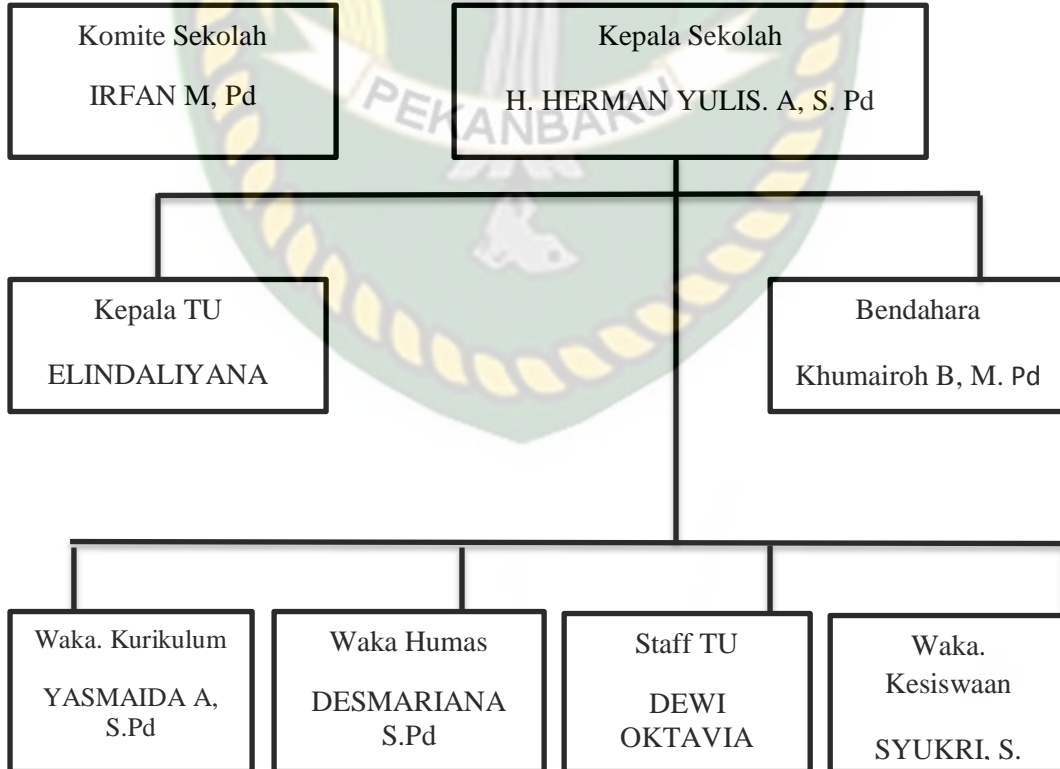 Komite Sekolah
IRFAN M, Pd
Kepala Sekolah
H. HERMAN YULIS. A, S. Pd
PEKANBARU
Kepala TU
ELINDALIYANA
Bendahara
Khumairoh B, M. Pd
Waka. Kurikulum
YASMAIDA A,
S.Pd
Waka Humas
DESMARIANA
S.Pd
Staff TU
DEWI
OKTAVIA
Waka.
Kesiswaan
SYUKRI, S.